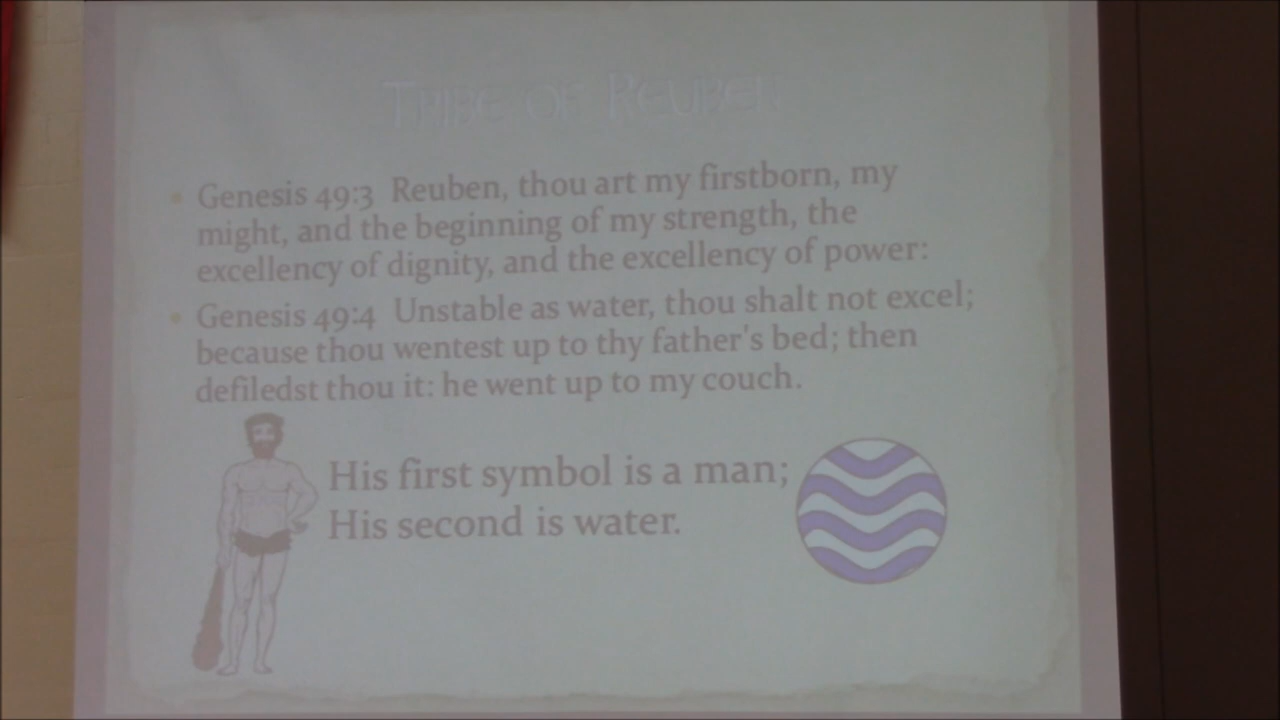 Tribe of Reuben
Genesis 49:3 Reuben, thou art my firstborn, my
might, and the beginning of my strength, the
excellency of dignity, and the excellency of power:
Genesis 49:4 Unstable as water, thou shalt not excel;
because thou wentest up to thy father's bed; then
defiledst thou it: he went up to my couch.
His first symbol is a man;
His second is water.